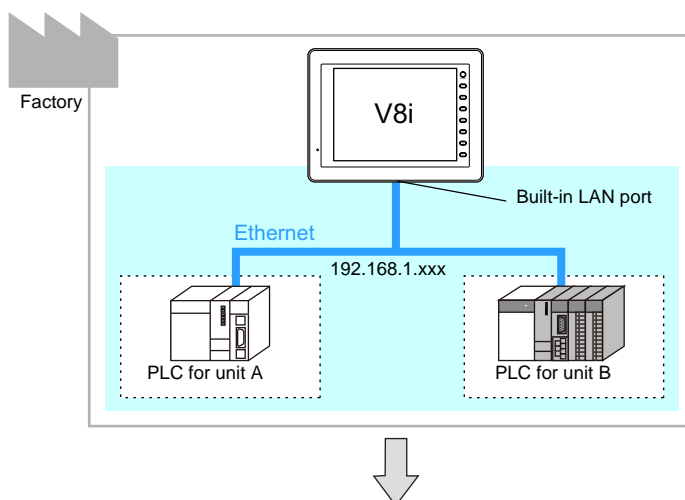 Factory
V8i
Built-in LAN port
Ethernet
192.168.1.xxx
PLC for unit A
PLC for unit B